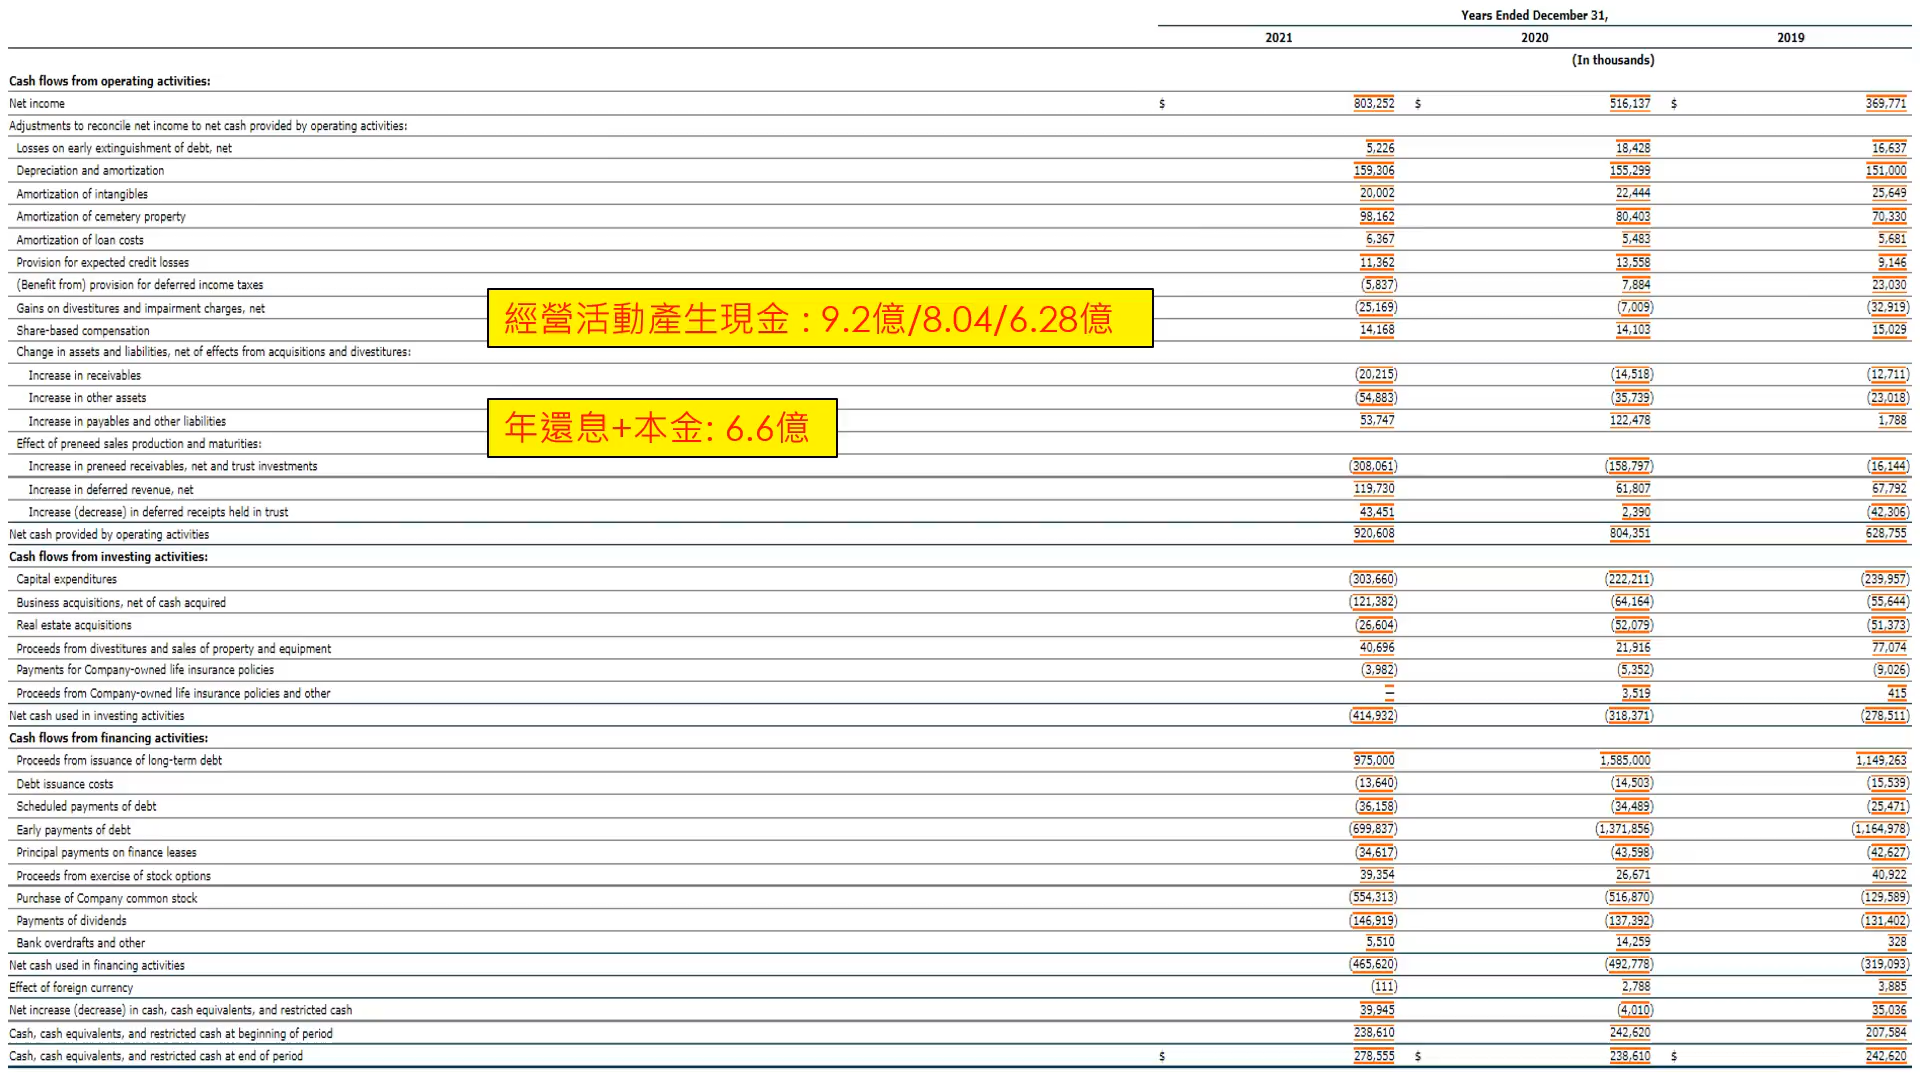 Years Ended December 31,
2021 2020 2019
(In thousands)
Cash flows from operating activities:
Net income $ 803,252 $ 516,137 $ 369,771
Adjustments to reconcile net income to net cash provided by operating activities:
Losses on early extinguishment of debt, net 5,226 18,428 16,637
Depreciation and amortization 159,306 155,299 151,000
Amortization of intangibles 20,002 22,444 25,649
Amortization of cemetery property 98,162 80,403 70,330
Amortization of loan costs 6,367 5,483 5,681
Provision for expected credit losses 11,362 13,558 9,146
(Benefit from) provision for deferred income taxes (5,837) 7,884 23,030
Gains on divestitures and impairment charges, net (25,169) (7,009) (32,919)
經營活動產生現金 : 9.2億/8.04/6.28億
Share-based compensation 14,168 14,103 15,029
Change in assets and liabilities, net of effects from acquisitions and divestitures:
Increase in receivables (20,215) (14,518) (12,711)
Increase in other assets (54,883) (35,739) (23,018)
Increase in payables and other liabilities 53,747 122,478 1,788
年還息+本金: 6.6億
Effect of preneed sales production and maturities:
Increase in preneed receivables, net and trust investments (308,061) (158,797) (16,144)
Increase in deferred revenue, net 119,730 61,807 67,792
Increase (decrease) in deferred receipts held in trust 43,451 2,390 (42,306)
Net cash provided by operating activities 920,608 804,351 628,755
Cash flows from investing activities:
Capital expenditures (303,660) (222,211) (239,957)
Business acquisitions, net of cash acquired (121,382) (64,164) (55,644)
Real estate acquisitions (26,604) (52,079) (51,373)
Proceeds from divestitures and sales of property and equipment 40,696 21,916 77,074
Payments for Company-owned life insurance policies (3,982) (5,352) (9,026)
Proceeds from Company-owned life insurance policies and other — 3,519 415
Net cash used in investing activities (414,932) (318,371) (278,511)
Cash flows from financing activities:
Proceeds from issuance of long-term debt 975,000 1,585,000 1,149,263
Debt issuance costs (13,640) (14,503) (15,539)
Scheduled payments of debt (36,158) (34,489) (25,471)
Early payments of debt (699,837) (1,371,856) (1,164,978)
Principal payments on finance leases (34,617) (43,598) (42,627)
Proceeds from exercise of stock options 39,354 26,671 40,922
Purchase of Company common stock (554,313) (516,870) (129,589)
Payments of dividends (146,919) (137,392) (131,402)
Bank overdrafts and other 5,510 14,259 328
Net cash used in financing activities (465,620) (492,778) (319,093)
Effect of foreign currency (111) 2,788 3,885
Net increase (decrease) in cash, cash equivalents, and restricted cash 39,945 (4,010) 35,036
Cash, cash equivalents, and restricted cash at beginning of period 238,610 242,620 207,584
Cash, cash equivalents, and restricted cash at end of period $ 278,555 $ 238,610 $ 242,620